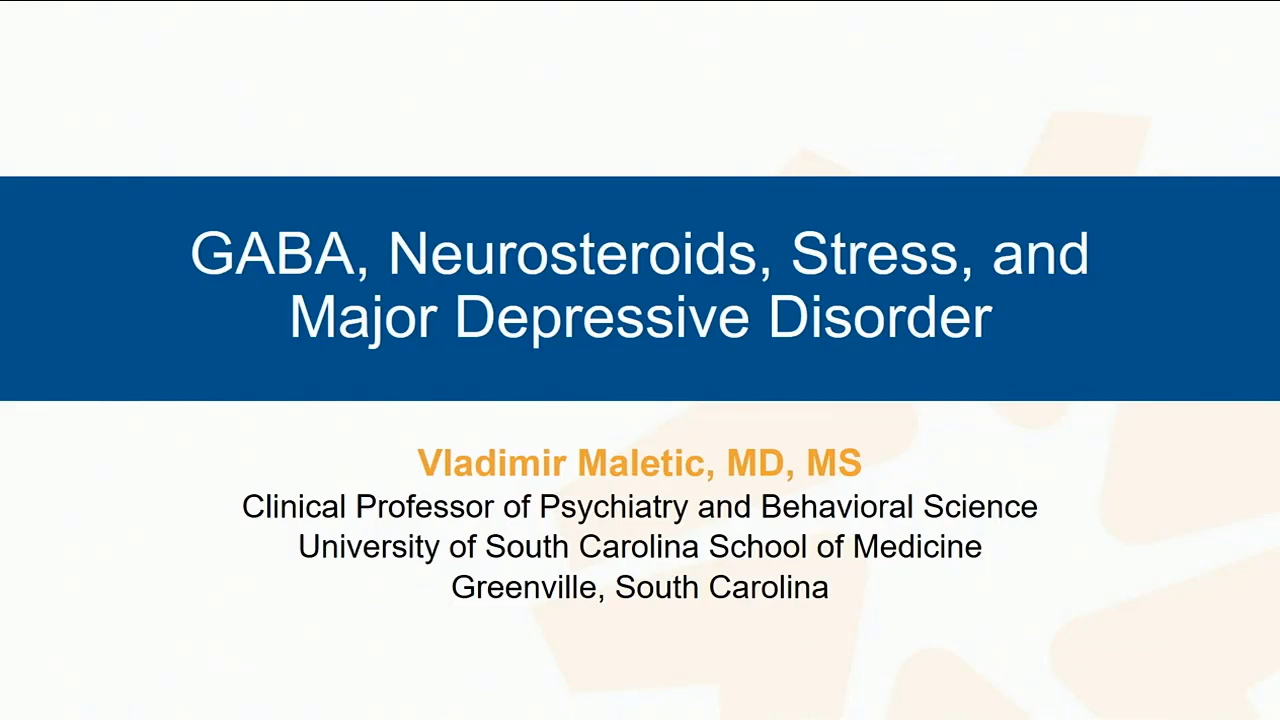 GABA, Neurosteroids, Stress, and
Major Depressive Disorder
Vladimir Maletic, MD, MS
Clinical Professor of Psychiatry and Behavioral Science
University of South Carolina School of Medicine
Greenville, South Carolina